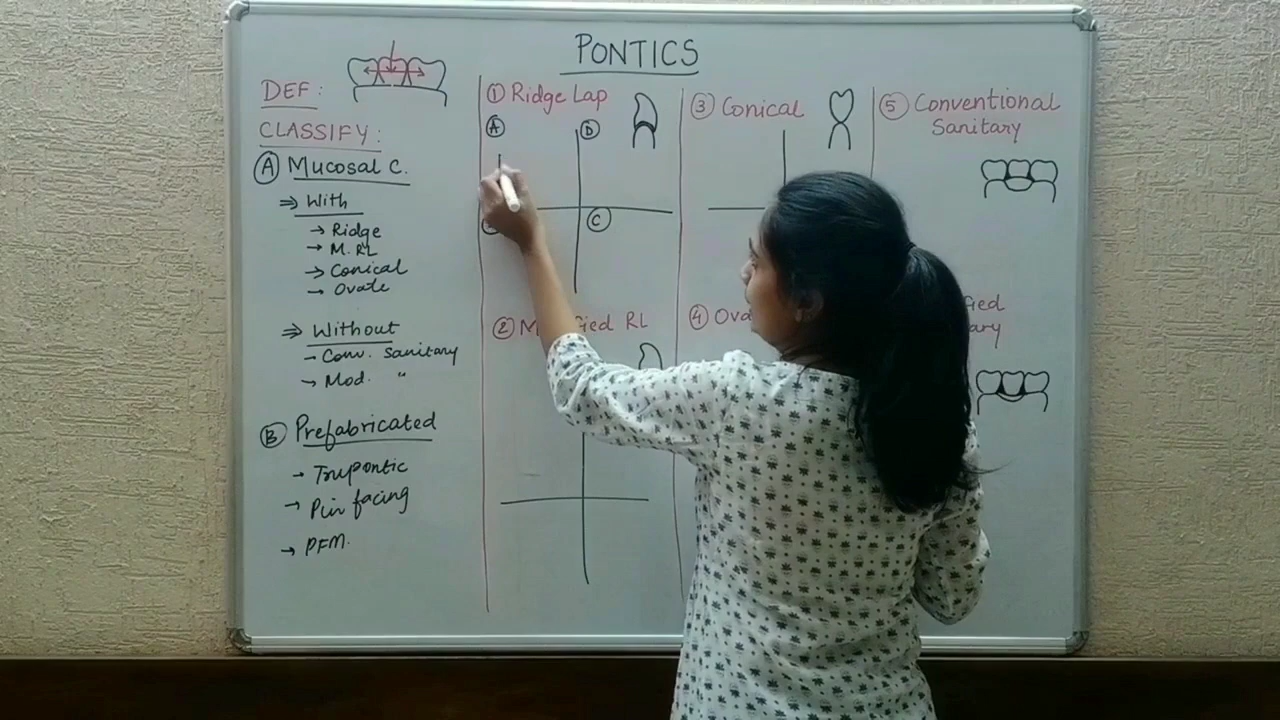 PONTICS
DEF:
CLASSIFY:
Ⓐ Mucosal C.
⇒ With
→ Ridge
→ M. RL
→ Conical
→ Ovate
⇒ Without
→ Conv. Sanitary
→ Mod. "
Ⓑ Prefabricated
→ Trupontic
→ Pin facing
→ PFM.
① Ridge Lap
Ⓐ Ⓓ
Ⓒ
② M fied RL
③ Conical
④ Ova
⑤ Conventional
Sanitary
fied
ary